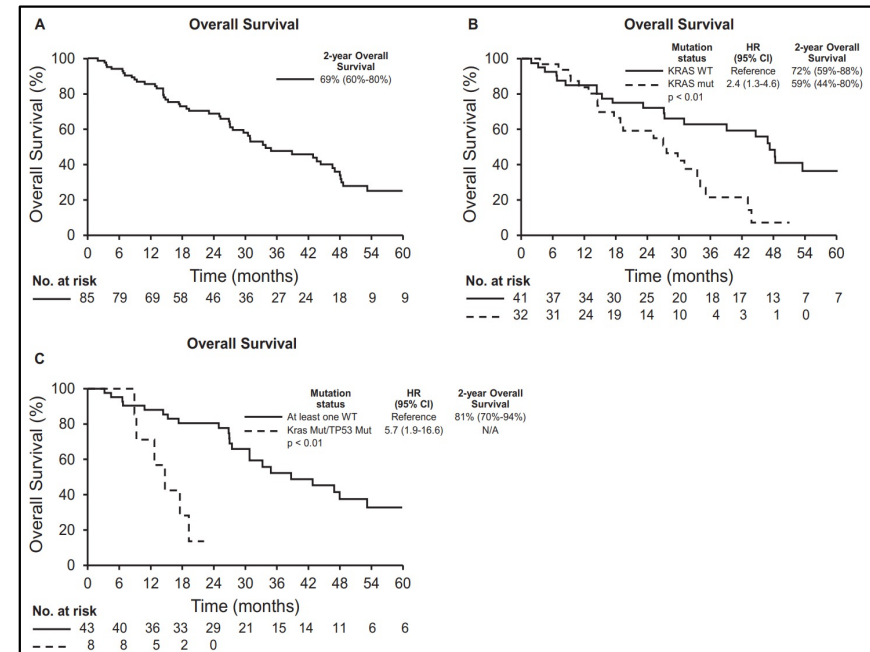 A
Overall Survival
2-year Overall
Survival
69% (60%-80%)
Overall Survival (%)
100
80
60
40
20
0
0 6 12 18 24 30 36 42 48 54 60
Time (months)
No. at risk
85 79 69 58 46 36 27 24 18 9 9
B
Overall Survival
Mutation status HR (95% CI) 2-year Overall Survival
KRAS WT Reference 72% (59%-88%)
KRAS mut 2.4 (1.3-4.6) 59% (44%-80%)
p < 0.01
Overall Survival (%)
100
80
60
40
20
0
0 6 12 18 24 30 36 42 48 54 60
Time (months)
No. at risk
41 37 34 30 25 20 18 17 13 7 7
32 31 24 19 14 10 4 3 1 0
C
Overall Survival
Mutation status HR (95% CI) 2-year Overall Survival
At least one WT Reference 81% (70%-94%)
Kras Mut/TP53 Mut 5.7 (1.9-16.6) N/A
p < 0.01
Overall Survival (%)
100
80
60
40
20
0
0 6 12 18 24 30 36 42 48 54 60
Time (months)
No. at risk
43 40 36 33 29 21 15 14 11 6 6
8 8 5 2 0